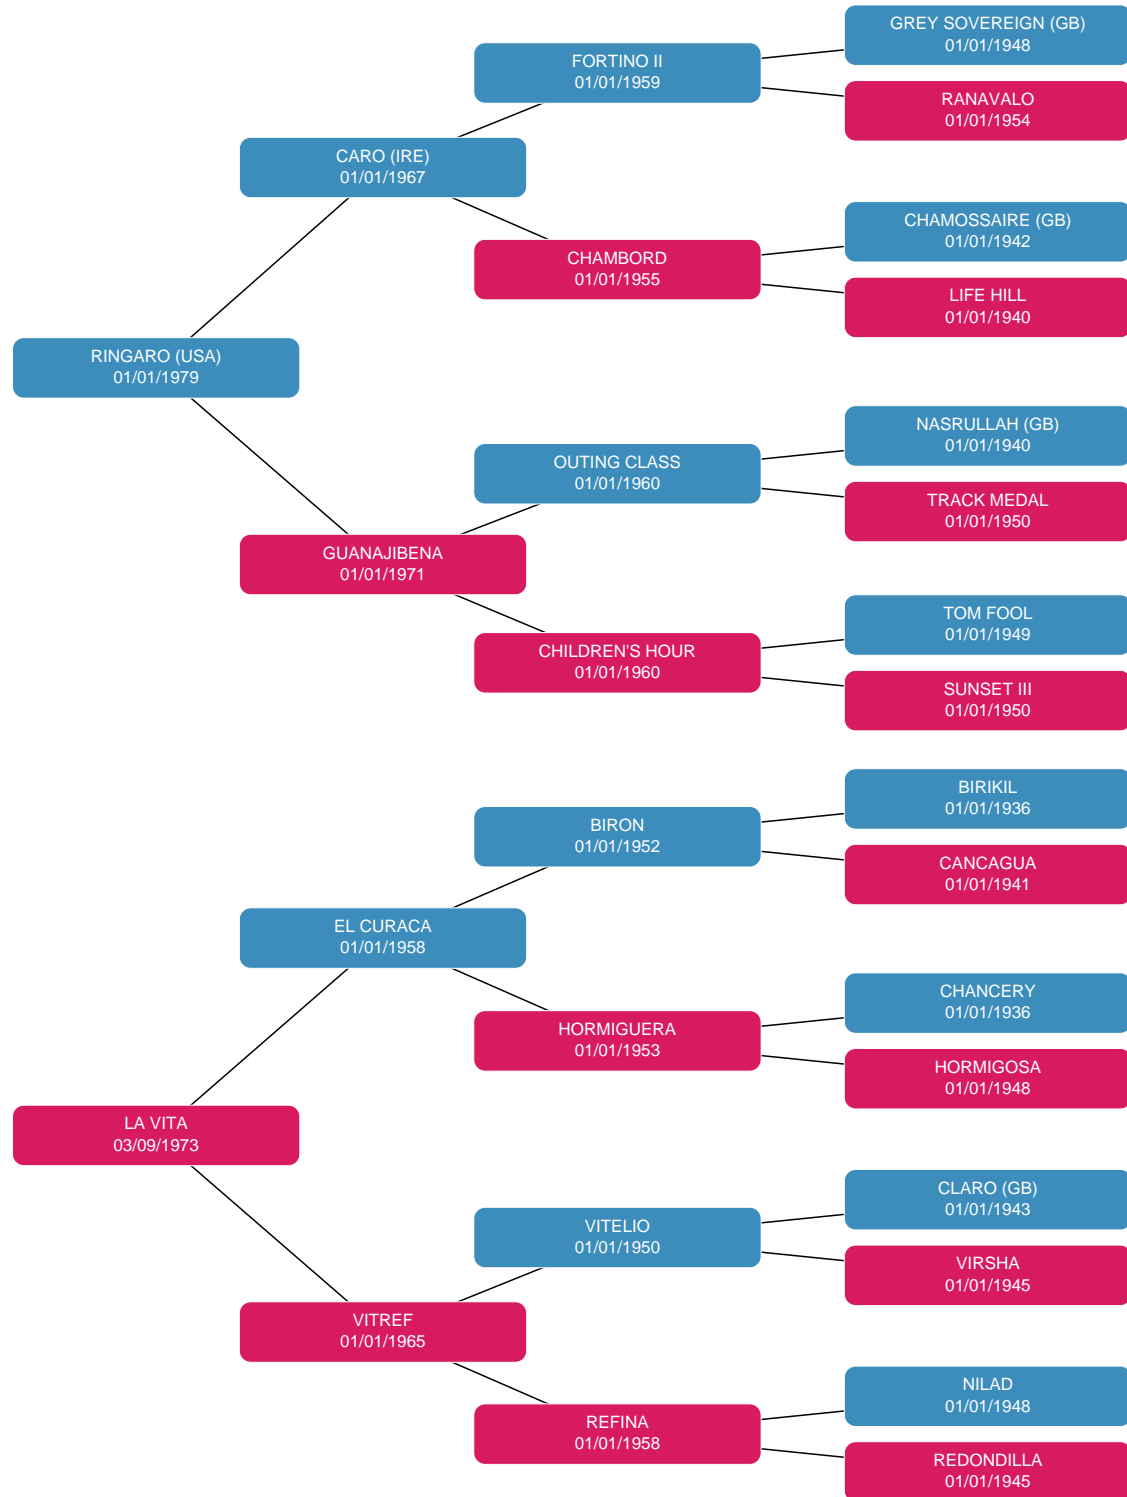 GREY SOVEREIGN (GB)
01/01/1948
FORTINO II
01/01/1959
RANAVALO
01/01/1954
CARO (IRE)
01/01/1967
CHAMOSSAIRE (GB)
01/01/1942
CHAMBORD
01/01/1955
LIFE HILL
01/01/1940
RINGARO (USA)
01/01/1979
NASRULLAH (GB)
01/01/1940
OUTING CLASS
01/01/1960
TRACK MEDAL
01/01/1950
GUANAJIBENA
01/01/1971
TOM FOOL
01/01/1949
CHILDREN'S HOUR
01/01/1960
SUNSET III
01/01/1950
BIRIKIL
01/01/1936
BIRON
01/01/1952
CANCAGUA
01/01/1941
EL CURACA
01/01/1958
CHANCERY
01/01/1936
HORMIGUERA
01/01/1953
HORMIGOSA
01/01/1948
LA VITA
03/09/1973
CLARO (GB)
01/01/1943
VITELIO
01/01/1950
VIRSHA
01/01/1945
VITREF
01/01/1965
NILAD
01/01/1948
REFINA
01/01/1958
REDONDILLA
01/01/1945